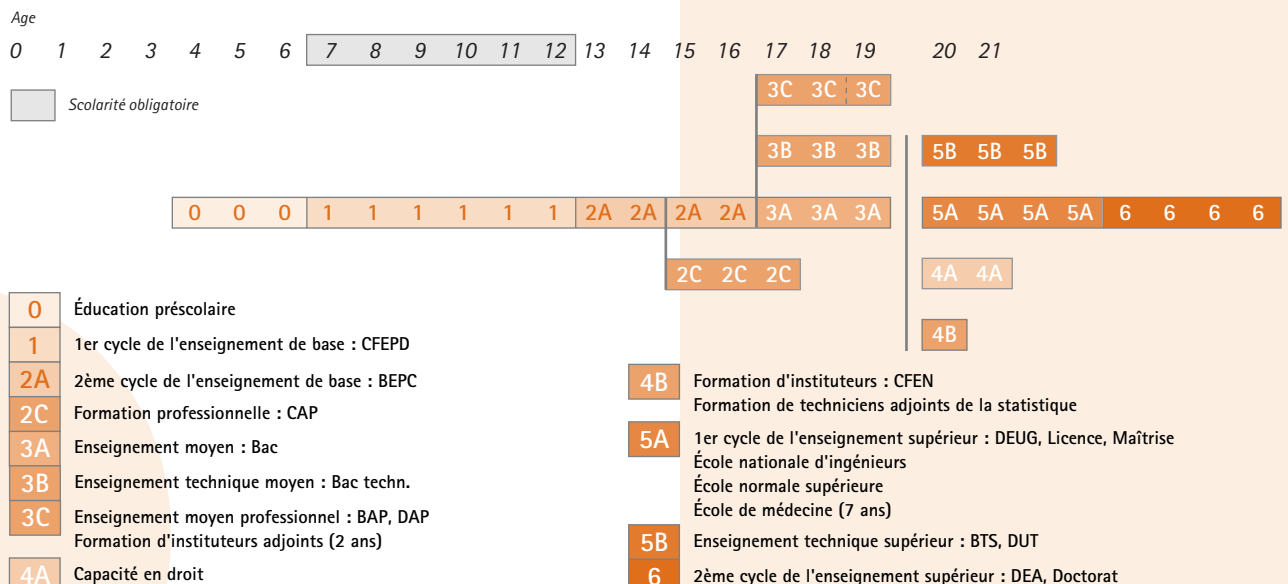 Age
0 1 2 3 4 5 6 7 8 9 10 11 12 13 14 15 16 17 18 19 20 21
3C 3C 3C
Scolarité obligatoire
3B 3B 3B 5B 5B 5B
0 0 0 1 1 1 1 1 1 2A 2A 2A 2A 3A 3A 3A 5A 5A 5A 5A 6 6 6 6
2C 2C 2C 4A 4A
4B
0 Éducation préscolaire
1 1er cycle de l'enseignement de base : CFEPD
2A 2ème cycle de l'enseignement de base : BEPC
2C Formation professionnelle : CAP
3A Enseignement moyen : Bac
3B Enseignement technique moyen : Bac techn.
3C Enseignement moyen professionnel : BAP, DAP
Formation d'instituteurs adjoints (2 ans)
4A Capacité en droit
4B Formation d'instituteurs : CFEN
Formation de techniciens adjoints de la statistique
5A 1er cycle de l'enseignement supérieur : DEUG, Licence, Maîtrise
École nationale d'ingénieurs
École normale supérieure
École de médecine (7 ans)
5B Enseignement technique supérieur : BTS, DUT
6 2ème cycle de l'enseignement supérieur : DEA, Doctorat